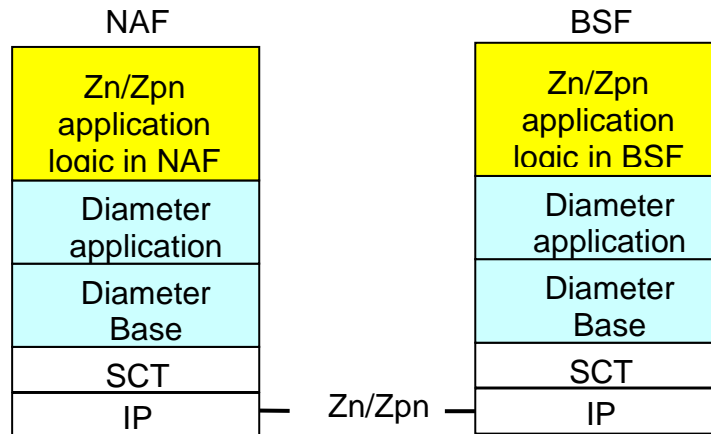 NAF
BSF
Zn/Zpn
application
logic in NAF
Diameter
application
Diameter
Base
SCT
IP
Zn/Zpn
Zn/Zpn
application
logic in BSF
Diameter
application
Diameter
Base
SCT
IP